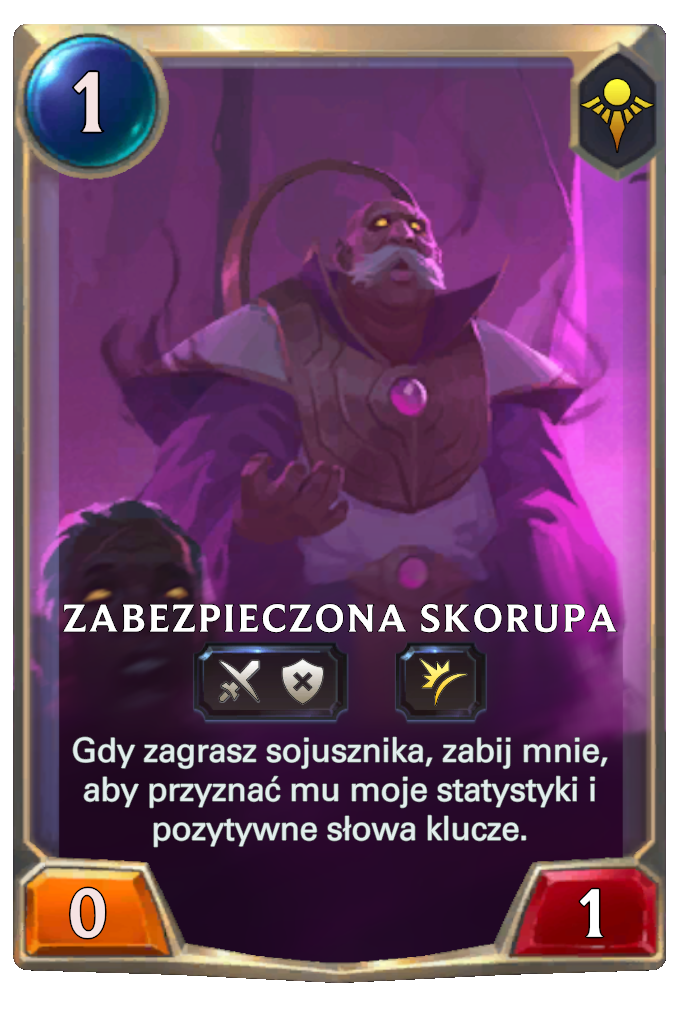 1
ZABEZPIECZONA SKORUPA
Gdy zagrasz sojusznika, zabij mnie,
aby przyznać mu moje statystyki i
pozytywne słowa klucze.
0
1